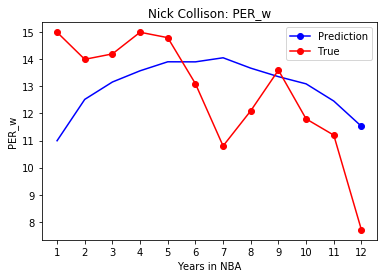 Nick Collison: PER_w
Prediction
True
PER_w
15
14
13
12
11
10
9
8
1 2 3 4 5 6 7 8 9 10 11 12
Years in NBA